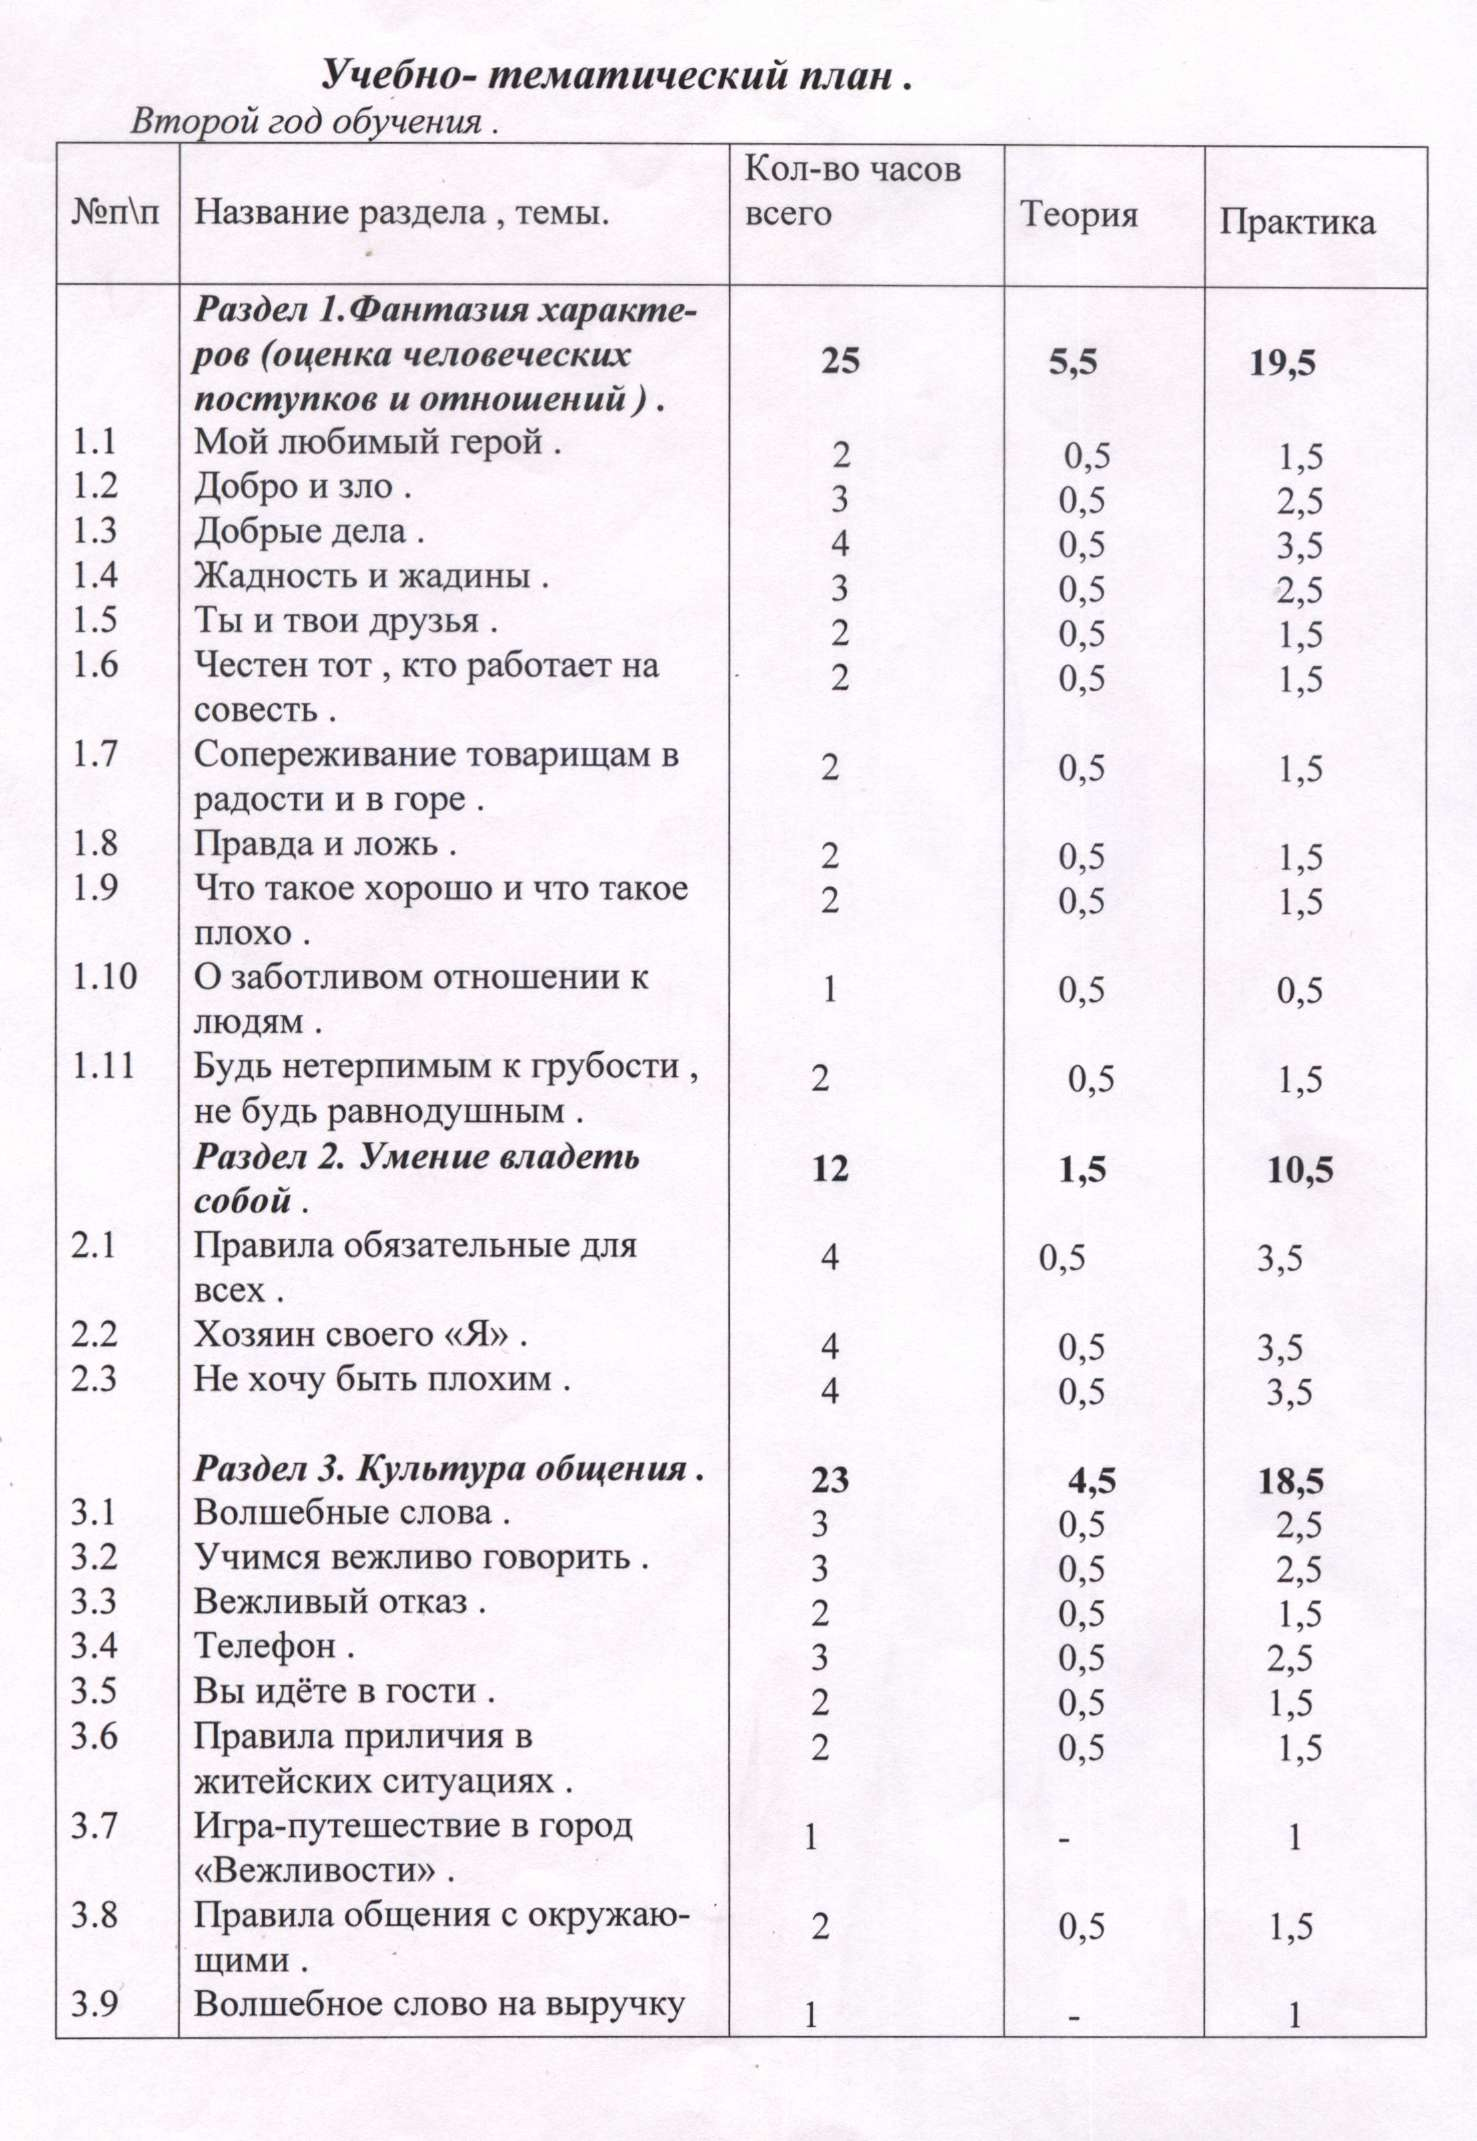 Учебно- тематический план .
Второй год обучения .
№п\п Название раздела , темы. Кол-во часов всего Теория Практика
Раздел 1.Фантазия характе-
ров (оценка человеческих 25 5,5 19,5
поступков и отношений ) .
1.1 Мой любимый герой . 2 0,5 1,5
1.2 Добро и зло . 3 0,5 2,5
1.3 Добрые дела . 4 0,5 3,5
1.4 Жадность и жадины . 3 0,5 2,5
1.5 Ты и твои друзья . 2 0,5 1,5
1.6 Честен тот , кто работает на 2 0,5 1,5
совесть .
1.7 Сопереживание товарищам в 2 0,5 1,5
радости и в горе .
1.8 Правда и ложь . 2 0,5 1,5
1.9 Что такое хорошо и что такое 2 0,5 1,5
плохо .
1.10 О заботливом отношении к 1 0,5 0,5
людям .
1.11 Будь нетерпимым к грубости , 2 0,5 1,5
не будь равнодушным .
Раздел 2. Умение владеть 12 1,5 10,5
собой .
2.1 Правила обязательные для 4 0,5 3,5
всех .
2.2 Хозяин своего «Я» . 4 0,5 3,5
2.3 Не хочу быть плохим . 4 0,5 3,5
Раздел 3. Культура общения . 23 4,5 18,5
3.1 Волшебные слова . 3 0,5 2,5
3.2 Учимся вежливо говорить . 3 0,5 2,5
3.3 Вежливый отказ . 2 0,5 1,5
3.4 Телефон . 3 0,5 2,5
3.5 Вы идёте в гости . 2 0,5 1,5
3.6 Правила приличия в 2 0,5 1,5
житейских ситуациях .
3.7 Игра-путешествие в город 1 - 1
«Вежливости» .
3.8 Правила общения с окружаю- 2 0,5 1,5
щими .
3.9 Волшебное слово на выручку 1 - 1